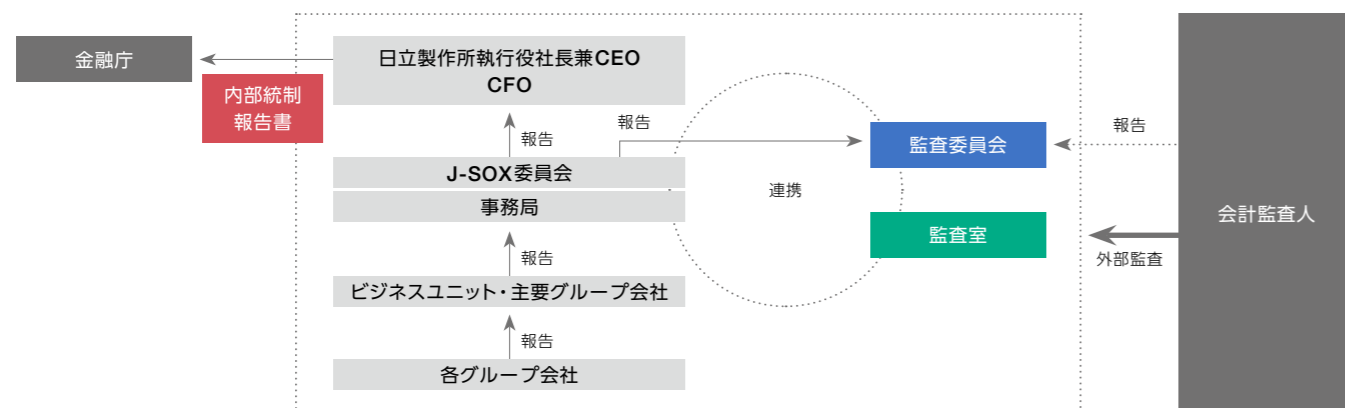 金融庁
内部統制
報告書
日立製作所執行役社長兼CEO
CFO
報告
報告
J-SOX委員会
事務局
報告
ビジネスユニット・主要グループ会社
報告
各グループ会社
連携
監査委員会
監査室
報告
外部監査
会計監査人